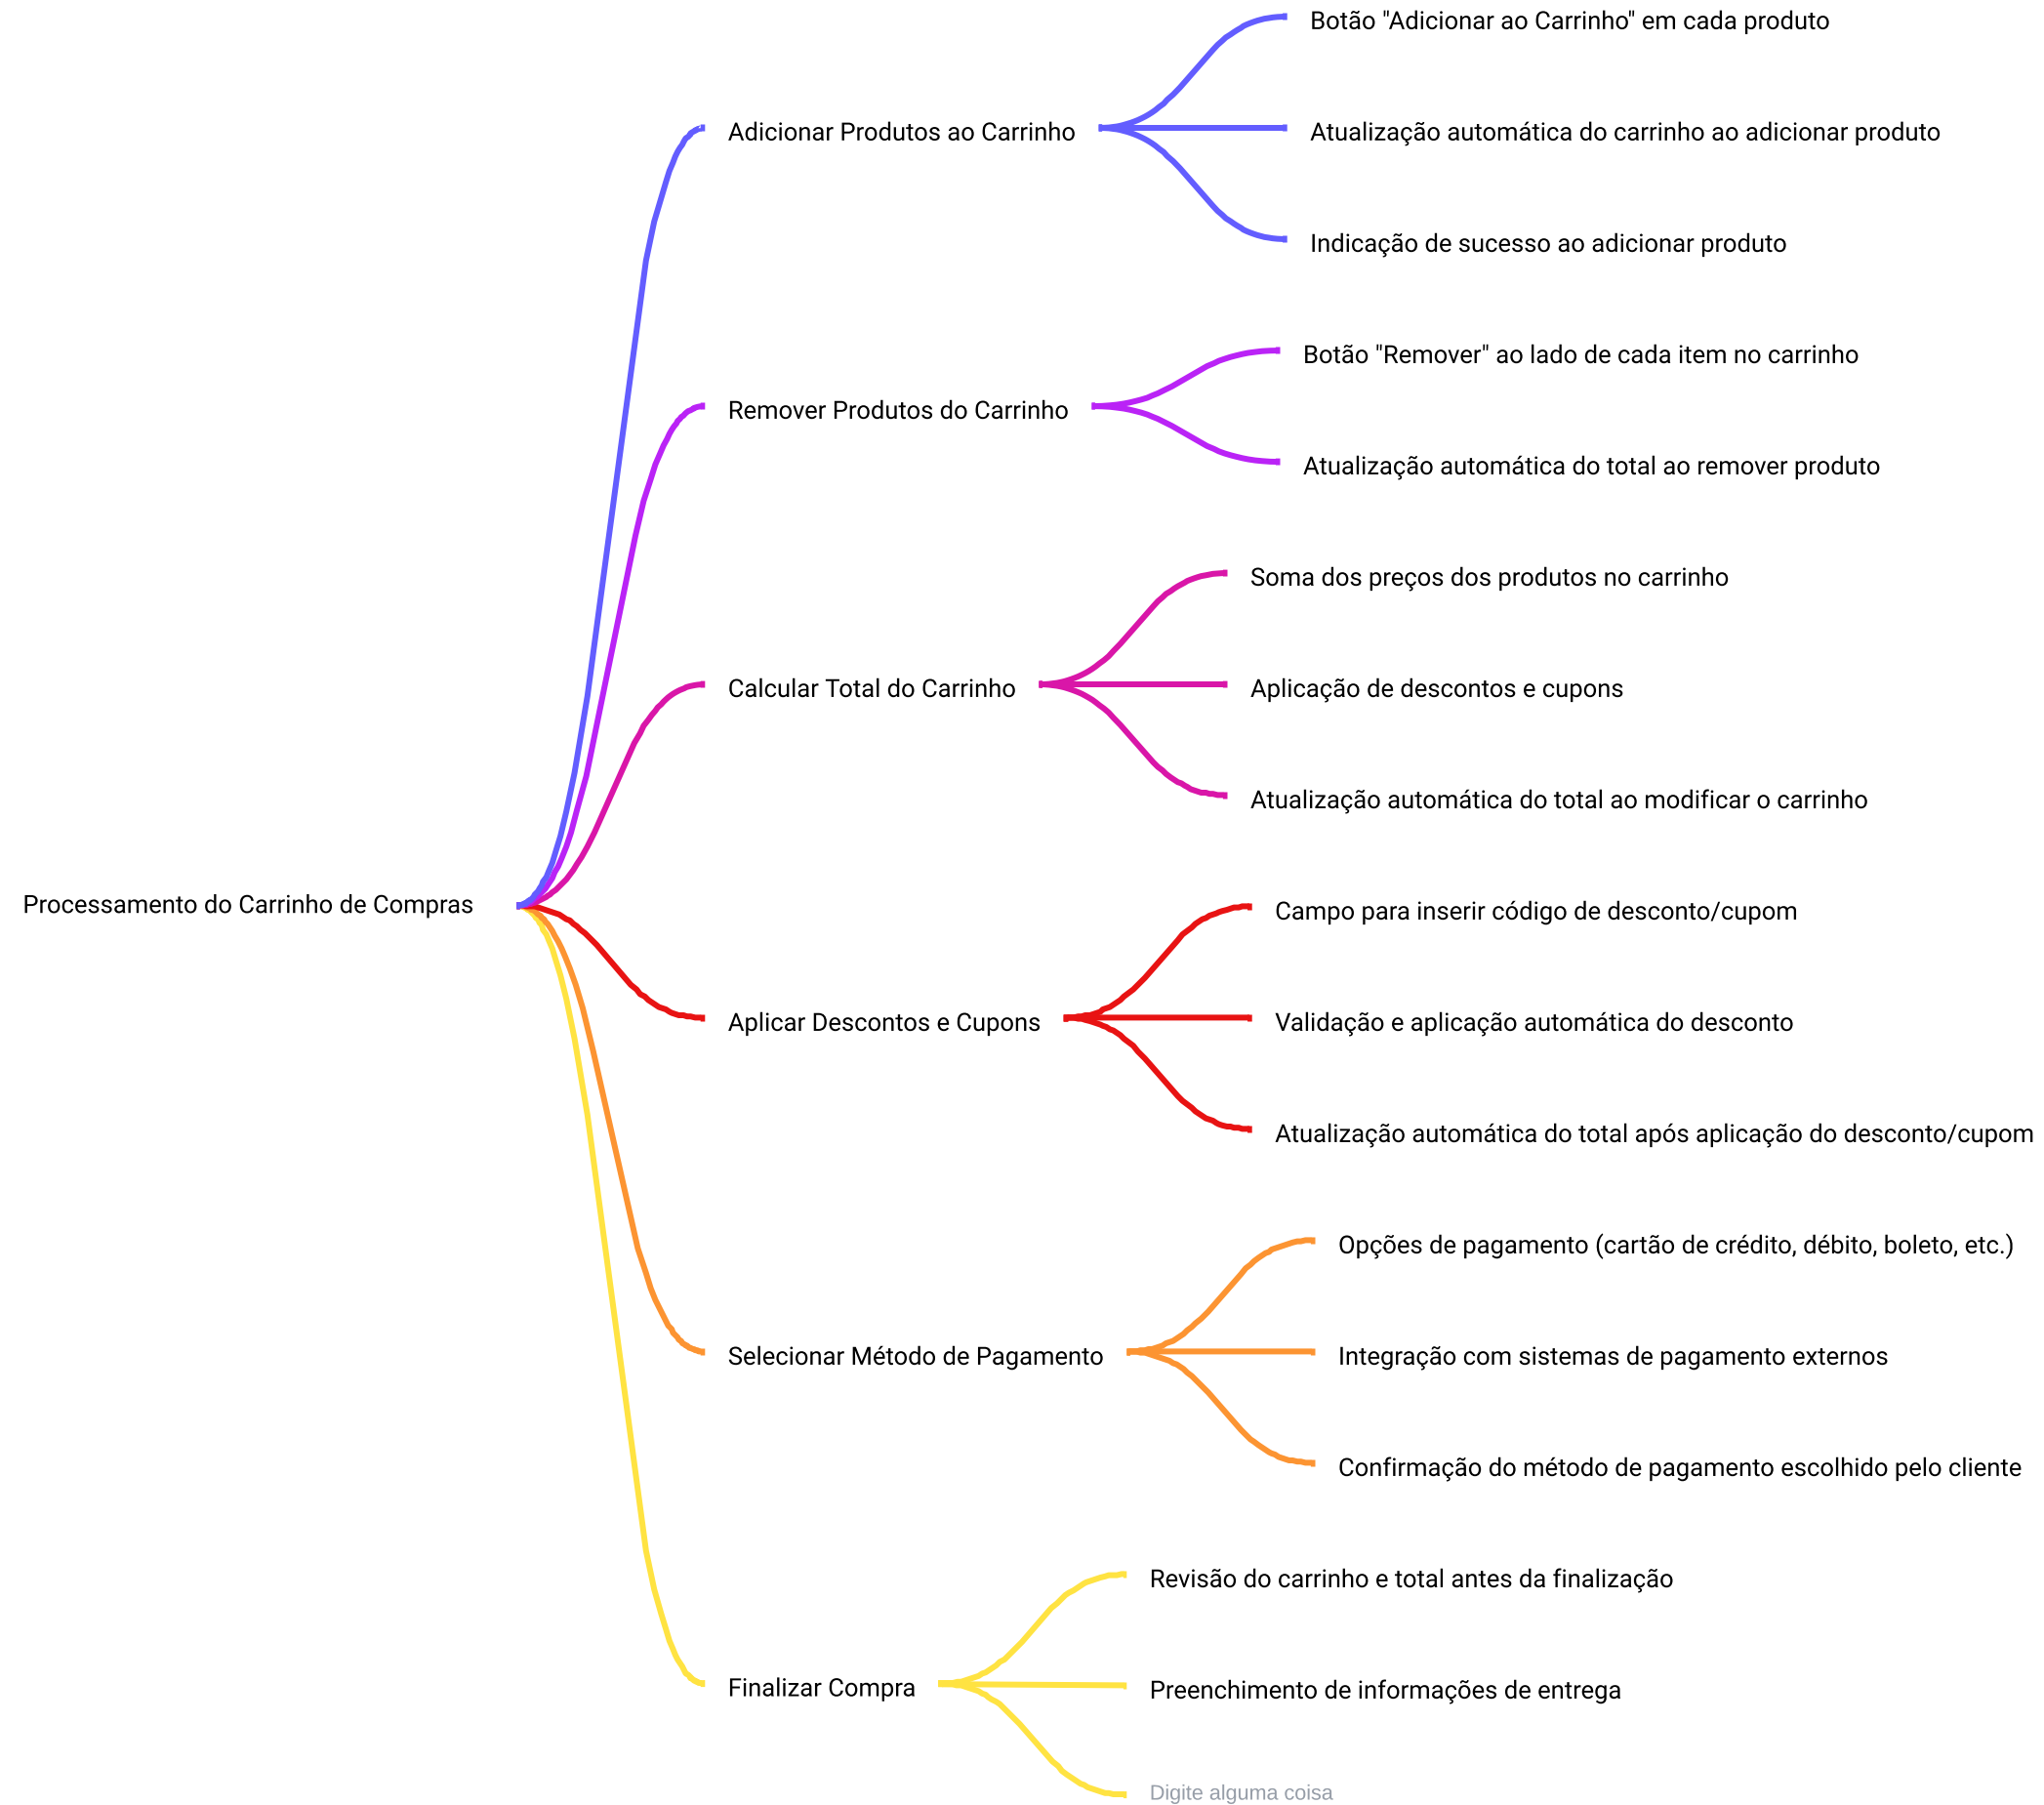 Botão "Adicionar ao Carrinho" em cada produto
Adicionar Produtos ao Carrinho
Atualização automática do carrinho ao adicionar produto
Indicação de sucesso ao adicionar produto
Botão "Remover" ao lado de cada item no carrinho
Remover Produtos do Carrinho
Atualização automática do total ao remover produto
Soma dos preços dos produtos no carrinho
Calcular Total do Carrinho
Aplicação de descontos e cupons
Atualização automática do total ao modificar o carrinho
Processamento do Carrinho de Compras
Campo para inserir código de desconto/cupom
Aplicar Descontos e Cupons
Validação e aplicação automática do desconto
Atualização automática do total após aplicação do desconto/cupom
Opções de pagamento (cartão de crédito, débito, boleto, etc.)
Selecionar Método de Pagamento
Integração com sistemas de pagamento externos
Confirmação do método de pagamento escolhido pelo cliente
Revisão do carrinho e total antes da finalização
Finalizar Compra
Preenchimento de informações de entrega
Digite alguma coisa